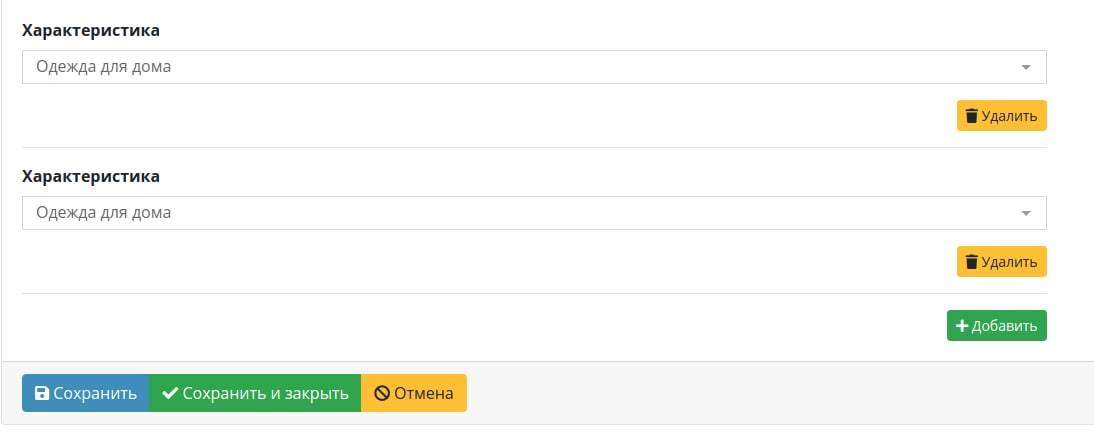 Характеристика
Одежда для дома
Удалить
Характеристика
Одежда для дома
Удалить
Добавить
Сохранить Сохранить и закрыть Отмена